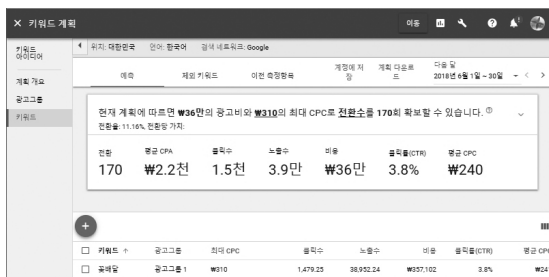 × 키워드 계획
이동
키워드 아이디어
계획 개요
광고그룹
키워드
위치: 대한민국 언어: 한국어 검색 네트워크: Google
예측 제외 키워드 이전 측정항목 계정에 저장 계획 다운로드 다음 달 2018년 6월 1일 – 30일
현재 계획에 따르면 ₩36만의 광고비와 ₩310의 최대 CPC로 전환수를 170회 확보할 수 있습니다.
전환율: 11.16%, 전환당 가치:
전환 평균 CPA 클릭수 노출수 비용 클릭률(CTR) 평균 CPC
170 ₩2.2천 1.5천 3.9만 ₩36만 3.8% ₩240
키워드 ↑ 광고그룹 최대 CPC 클릭수 노출수 비용 클릭률(CTR) 평균 CPC
꽃배달 광고그룹 1 ₩310 1,479.25 38,952.24 ₩357,102 3.8% ₩24